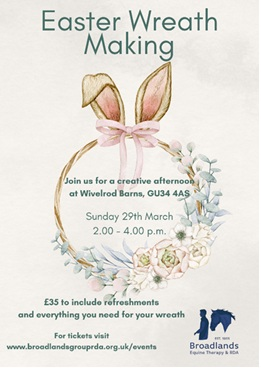 Easter Wreath
Making
Join us for a creative afternoon
at Wivelrod Barns, GU34 4AS
Sunday 29th March
2.00 - 4.00 p.m.
£35 to include refreshments
and everything you need for your wreath
For tickets visit
www.broadlandsgrouprda.org.uk/events
EST. 1970
Broadlands
Equine Therapy & RDA